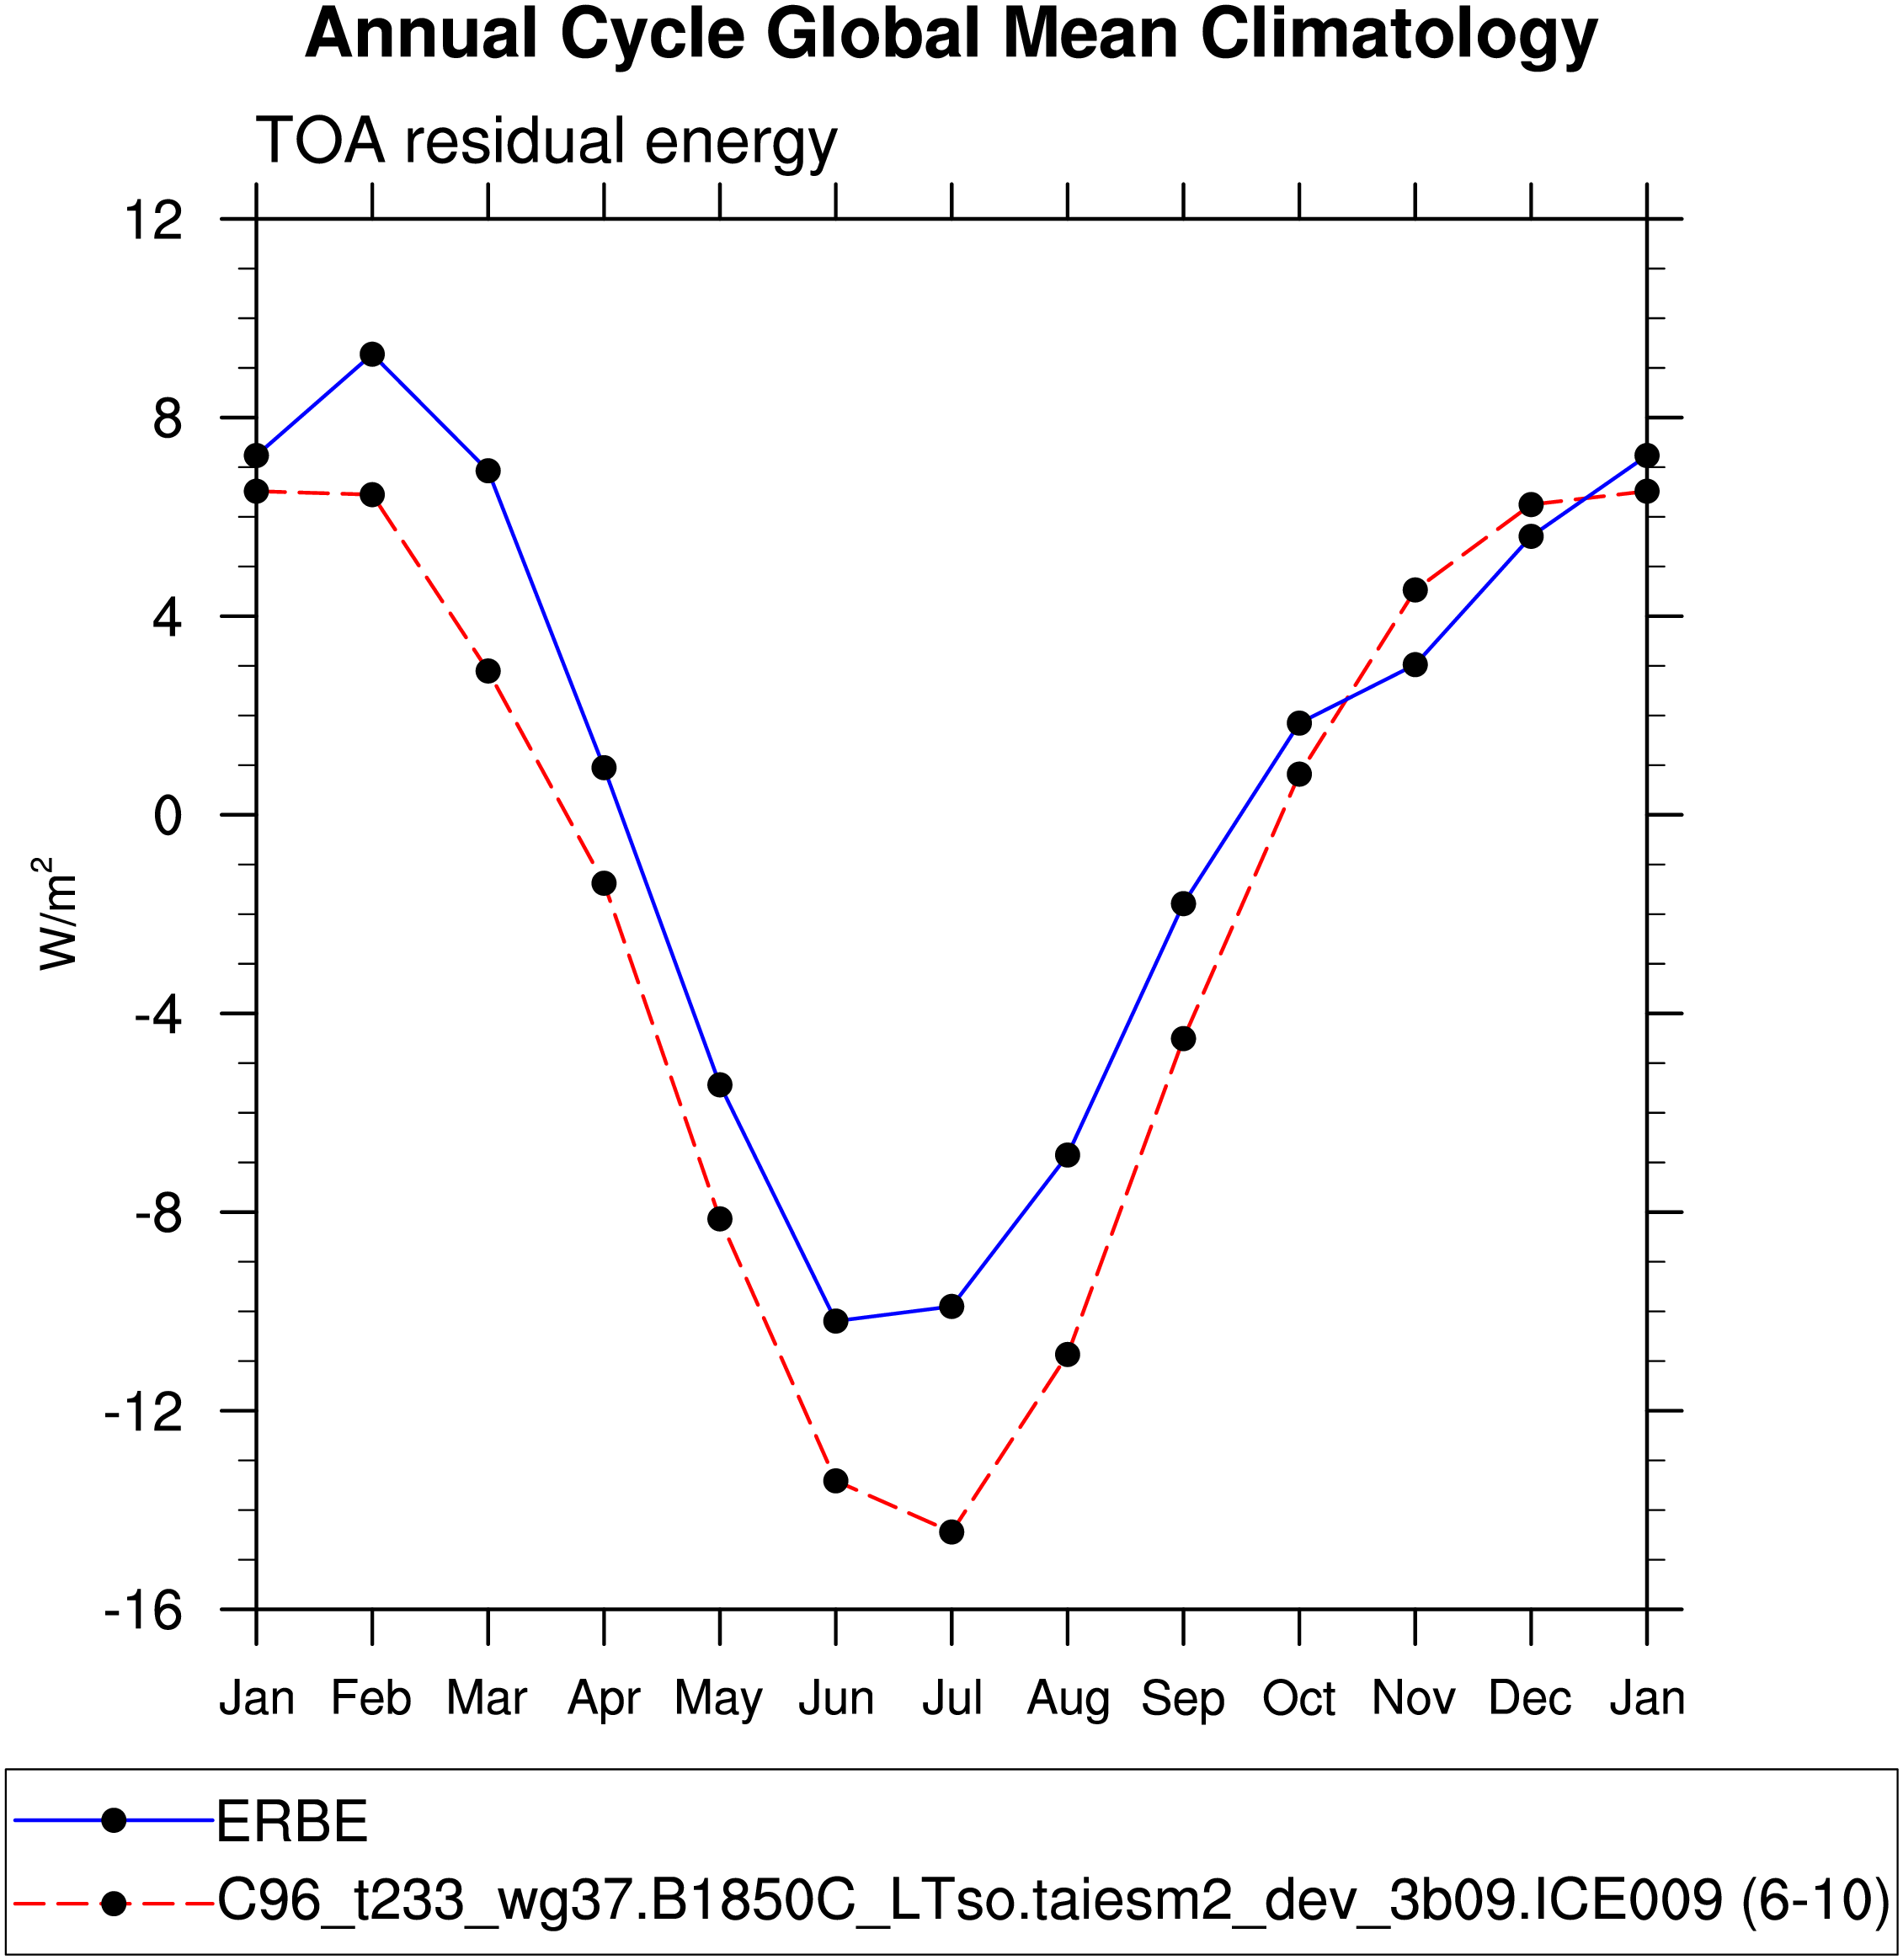 Annual Cycle Global Mean Climatology
TOA residual energy
12
8
4
0
-4
-8
-12
-16
W/m²
Jan Feb Mar Apr May Jun Jul Aug Sep Oct Nov Dec Jan
ERBE
C96_t233_wg37.B1850C_LTso.taiesm2_dev_3b09.ICE009 (6-10)